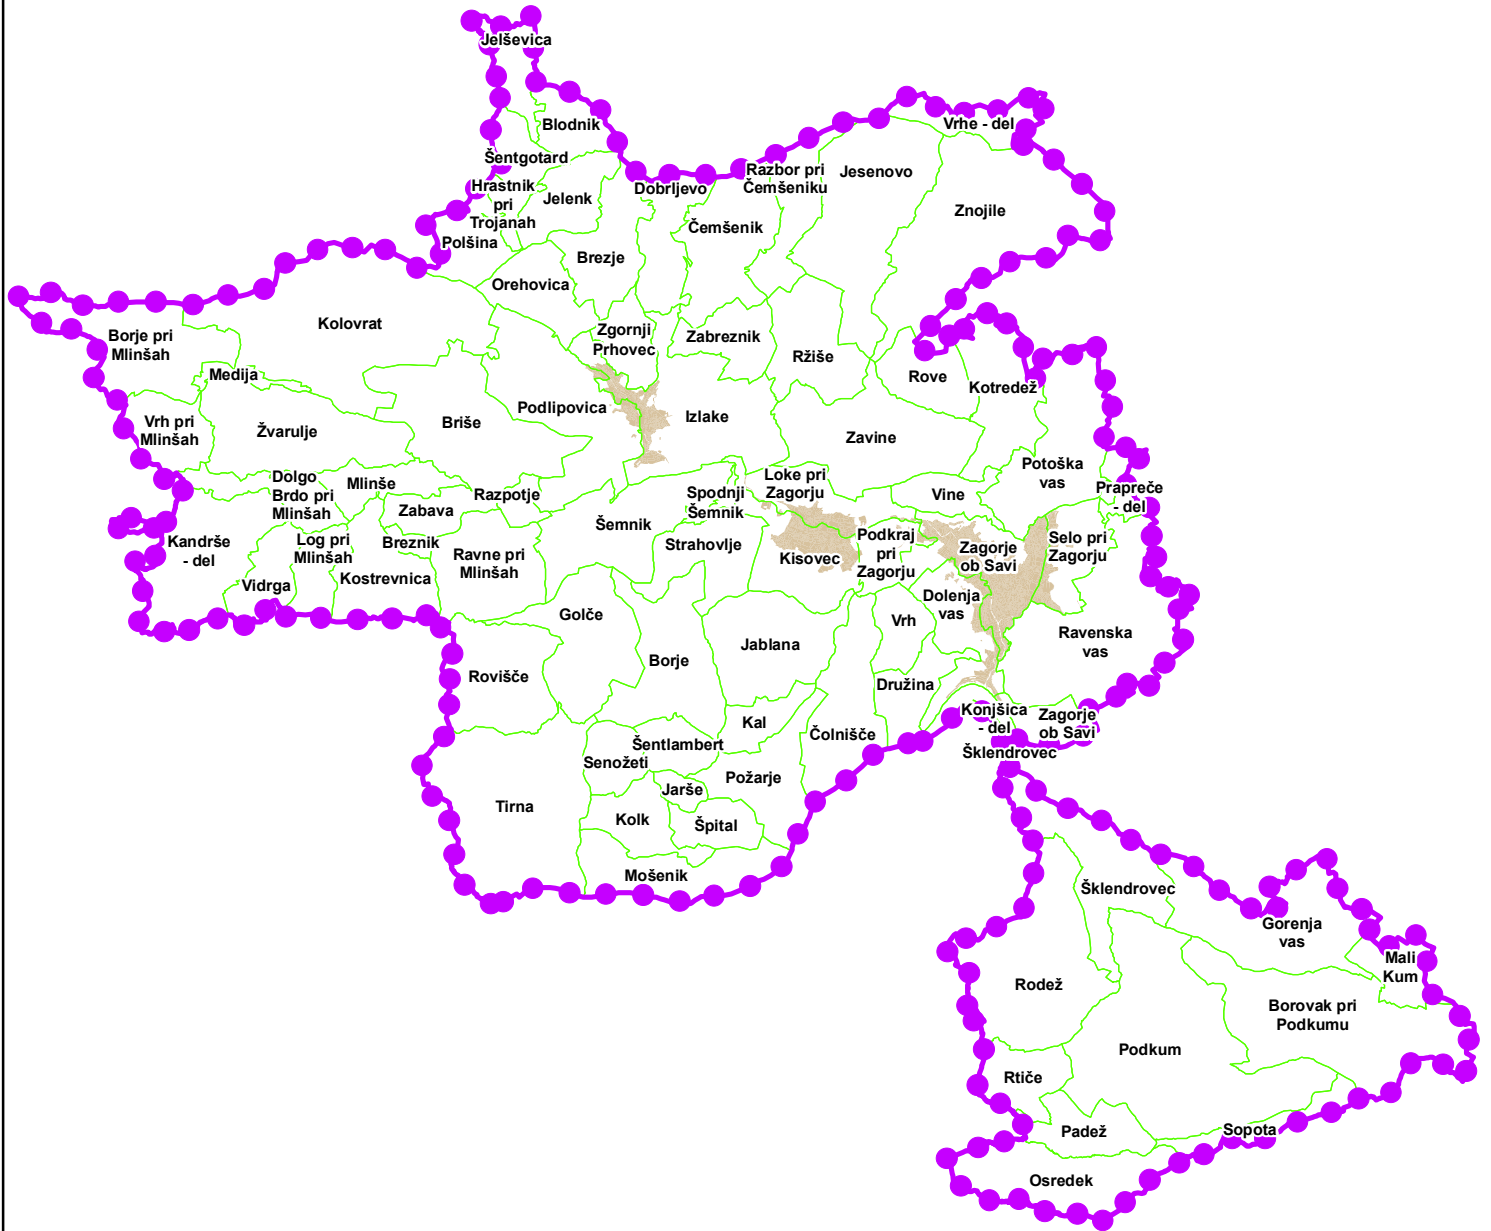 Jelševica
Blodnik
Vrhe - del
Šentgotard
Razbor pri
Čemšeniku
Jesenovo
Dobrljevo
Hrastnik
pri
Trojanah
Jelenk
Znojile
Čemšenik
Polšina
Brezje
Orehovica
Kolovrat
Borje pri
Mlinšah
Zgornji
Prhovec
Zabreznik
Ržiše
Rove
Kotredež
Medija
Podlipovica
Izlake
Vrh pri
Mlinšah
Žvarulje
Briše
Zavine
Dolgo
Mlinše
Brdo pri
Mlinšah
Razpotje
Zabava
Spodnji
Šemnik
Loke pri
Zagorju
Vine
Potoška
vas
Prapreče
- del
Šemnik
Kandrše
- del
Log pri
Mlinšah
Breznik
Ravne pri
Mlinšah
Strahovlje
Kisovec
Podkraj
pri
Zagorju
Zagorje
ob Savi
Selo pri
Zagorju
Vidrga
Kostrevnica
Golče
Dolenja
vas
Vrh
Ravenska
vas
Jablana
Borje
Rovišče
Družina
Kal
Čolnišče
Konjšica
- del
Zagorje
ob Savi
Šentlambert
Senožeti
Šklendrovec
Požarje
Jarše
Tirna
Kolk
Špital
Mošenik
Šklendrovec
Gorenja
vas
Mali
Kum
Rodež
Borovak pri
Podkumu
Podkum
Rtiče
Padež
Sopota
Osredek